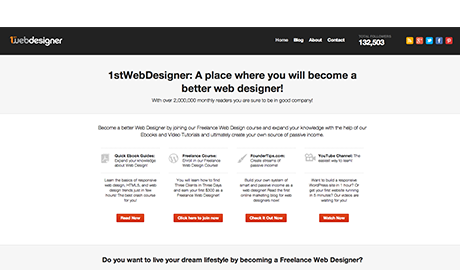 1webdesigner
Home Blog About Contact
TOTAL FOLLOWERS
132,503
1stWebDesigner: A place where you will become a
better web designer!
With over 2,000,000 monthly readers you are sure to be in good company!
Become a better Web Designer by joining our Freelance Web Design course and expand your knowledge with the help of our
Ebooks and Video Tutorials and ultimately create your own source of passive income.
Quick Ebook Guides:
Expand your knowledge
about Web Design!
Learn the basics of responsive
web design, HTML5, and web
design trends just in few
hours! The best crash course
for you!
Read Now
Freelance Course:
Enroll in our Freelance
Web Design Course!
You will learn how to find
Three Clients in Three Days
and earn your first $300 as a
Freelance Web Designer!
Click here to join now
FounderTips.com:
Create streams of
passive income!
Build your own system of
smart and passive income as a
web designer! Read the first
online marketing blog for web
designers now!
Check It Out Now
YouTube Channel: The
easiest way to learn!
Want to build a responsive
WordPress site in 1 hour? Or
get your first website running
in 5 minutes? Our videos are
waiting for you!
Watch Now
Do you want to live your dream lifestyle by becoming a Freelance Web Designer?